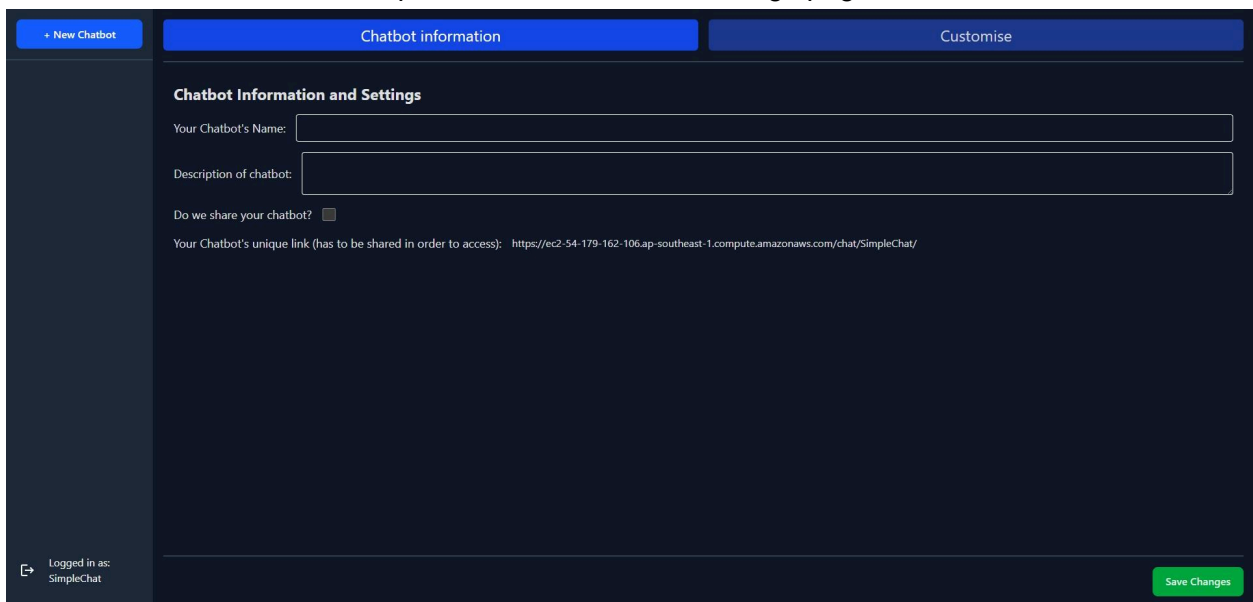 + New Chatbot
Chatbot information
Customise
Chatbot Information and Settings
Your Chatbot's Name:
Description of chatbot:
Do we share your chatbot?
Your Chatbot's unique link (has to be shared in order to access): https://ec2-54-179-162-106.ap-southeast-1.compute.amazonaws.com/chat/SimpleChat/
Logged in as:
SimpleChat
Save Changes